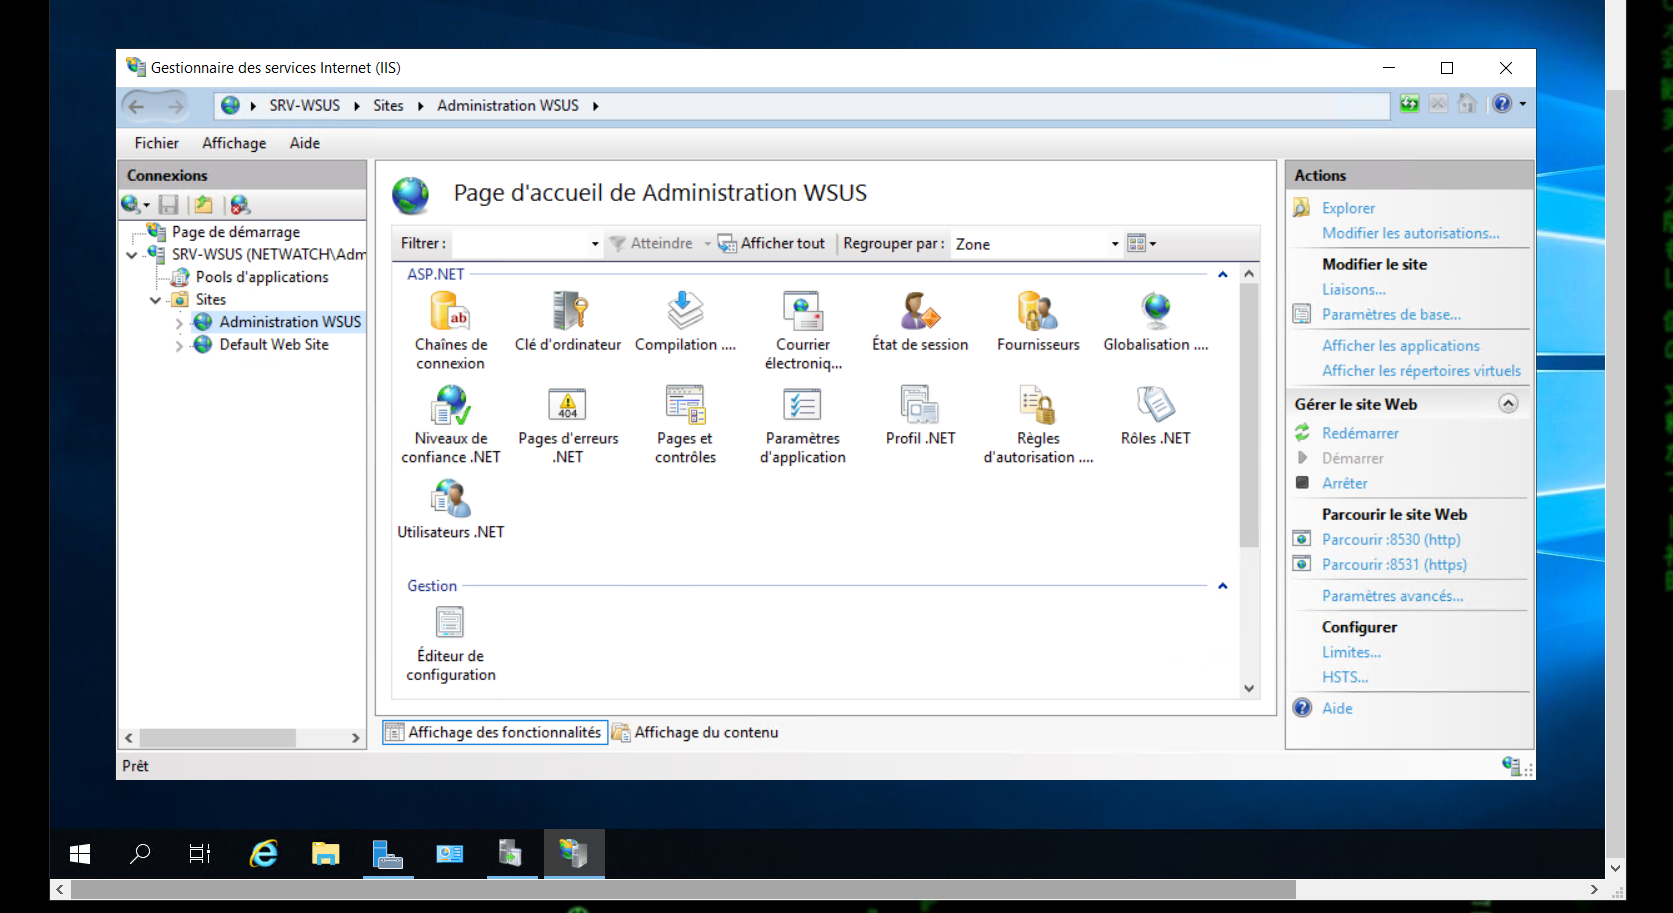 Gestionnaire des services Internet (IIS)
SRV-WSUS Sites Administration WSUS
Fichier Affichage Aide
Connexions
Page de démarrage
SRV-WSUS (NETWATCH\Adm
Pools d'applications
Sites
Administration WSUS
Default Web Site
Page d'accueil de Administration WSUS
Filtrer : Atteindre Afficher tout Regrouper par : Zone
ASP.NET
Chaînes de
connexion
Clé d'ordinateur
Compilation ....
Courrier
électroniq...
État de session
Fournisseurs
Globalisation ....
Niveaux de
confiance .NET
Pages d'erreurs
.NET
Pages et
contrôles
Paramètres
d'application
Profil .NET
Règles
d'autorisation ....
Rôles .NET
Utilisateurs .NET
Gestion
Éditeur de
configuration
Affichage des fonctionnalités Affichage du contenu
Actions
Explorer
Modifier les autorisations...
Modifier le site
Liaisons...
Paramètres de base...
Afficher les applications
Afficher les répertoires virtuels
Gérer le site Web
Redémarrer
Démarrer
Arrêter
Parcourir le site Web
Parcourir :8530 (http)
Parcourir :8531 (https)
Paramètres avancés...
Configurer
Limites...
HSTS...
Aide
Prêt